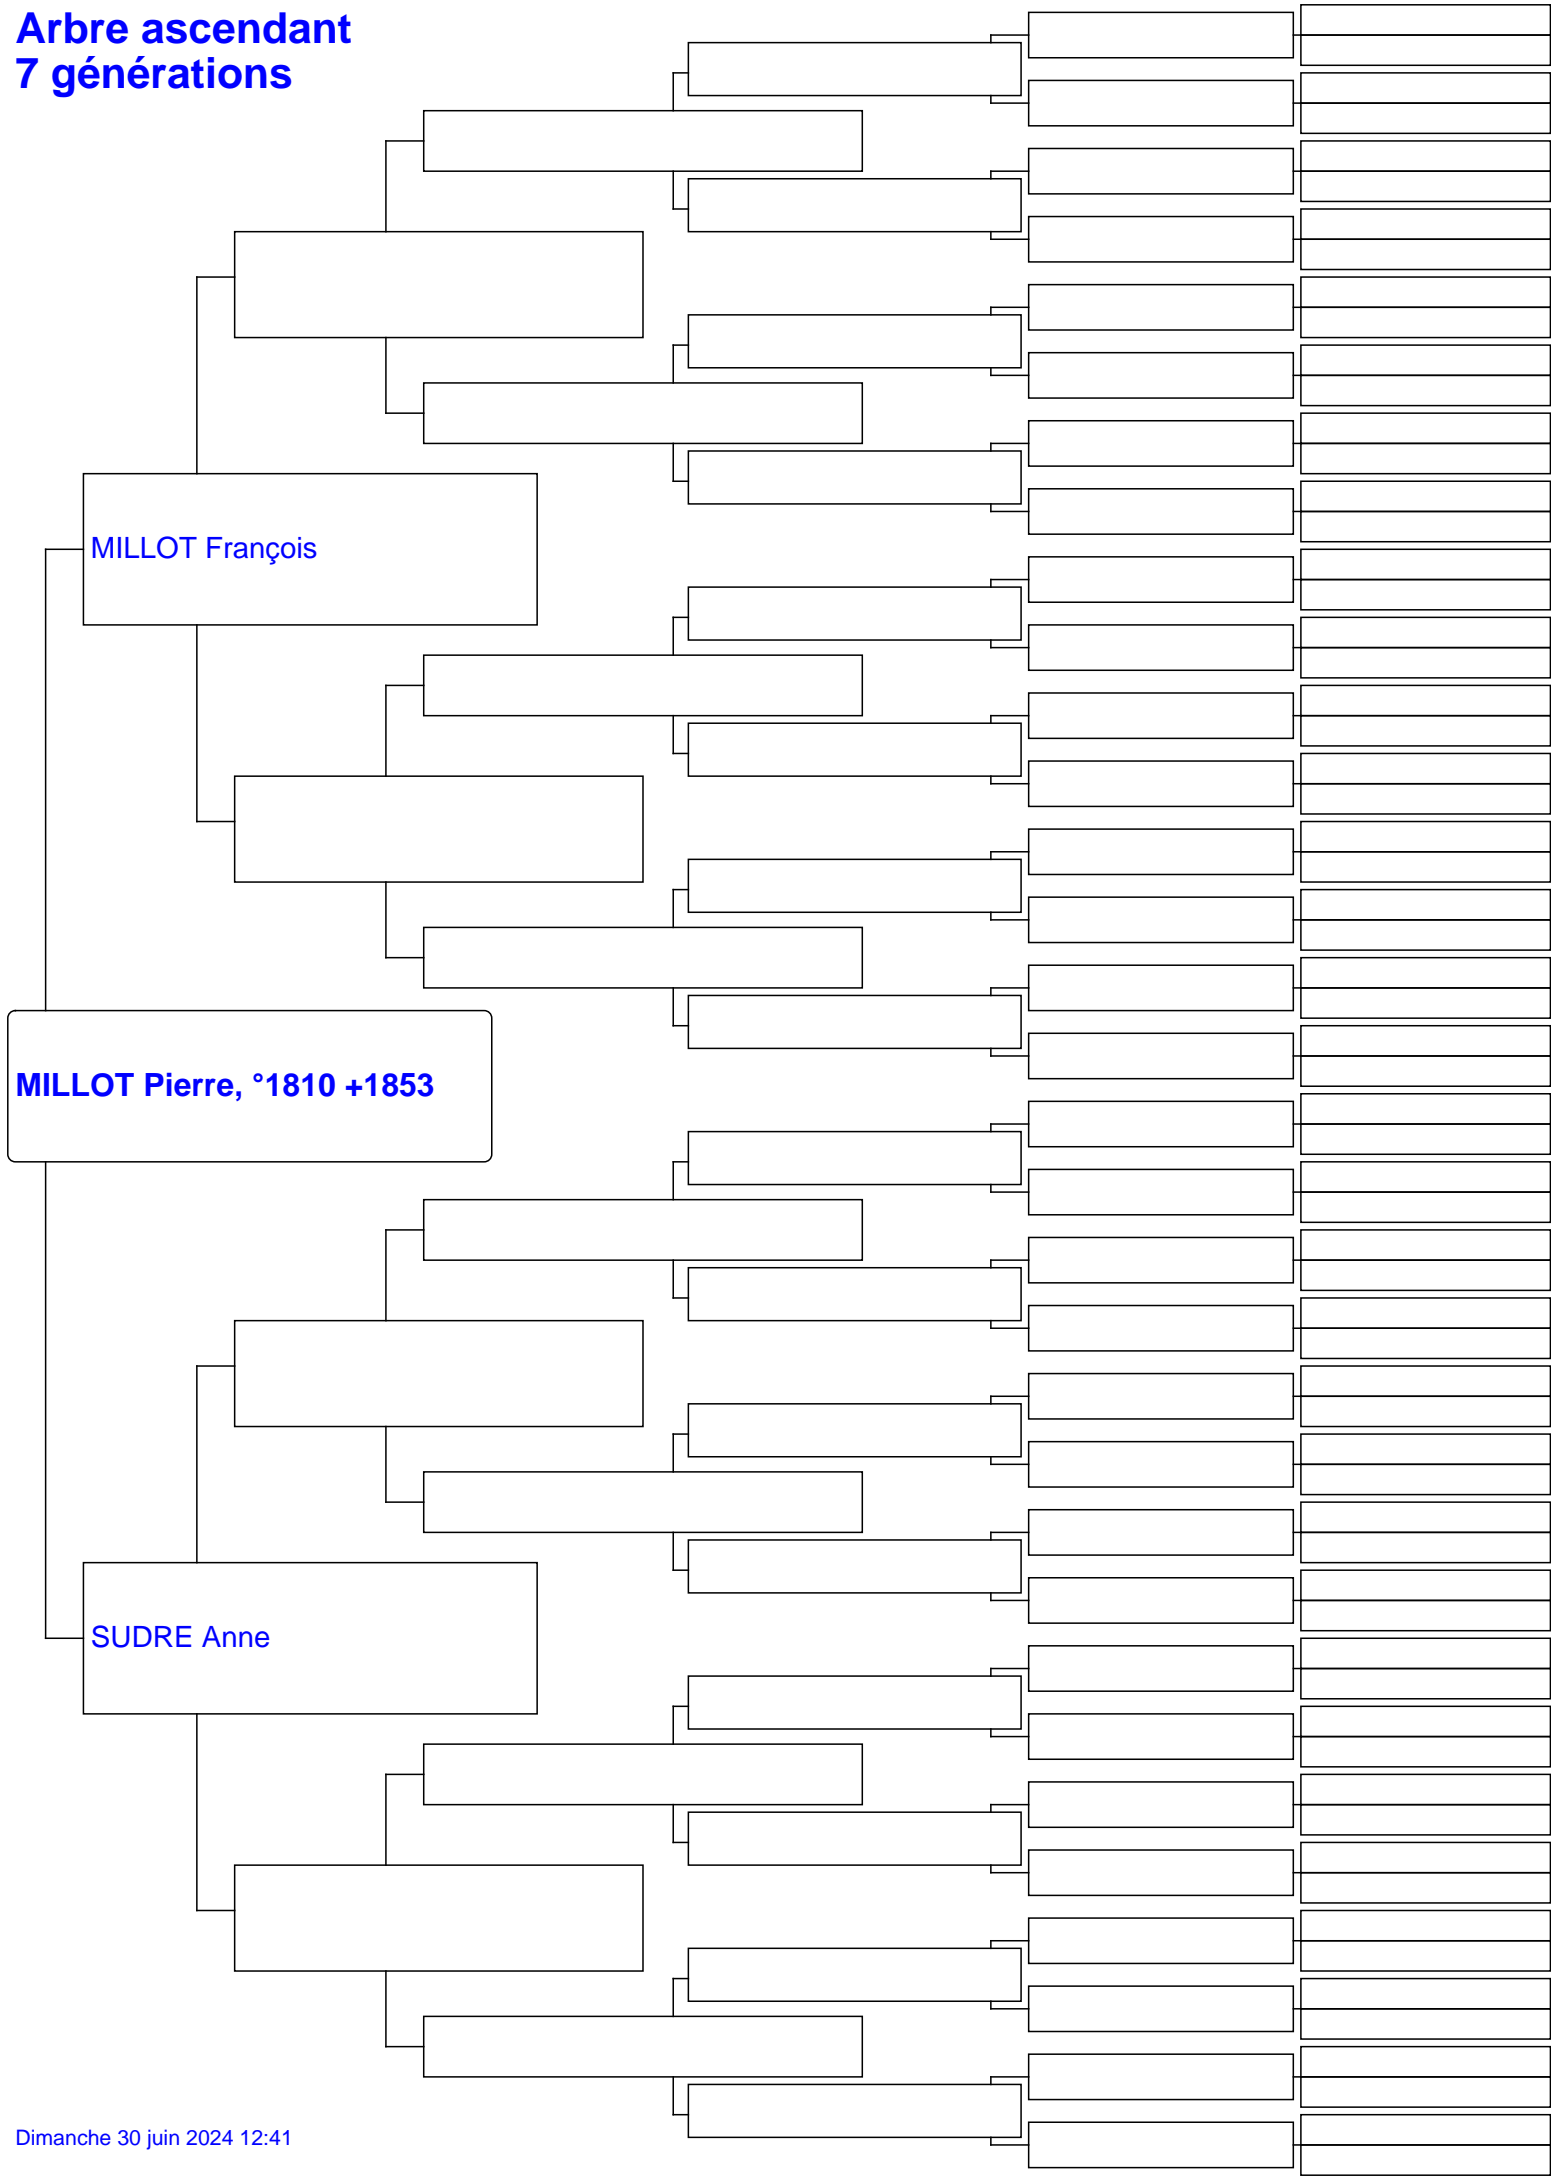 Arbre ascendant
7 générations
MILLOT François
MILLOT Pierre, °1810 +1853
SUDRE Anne
Dimanche 30 juin 2024 12:41